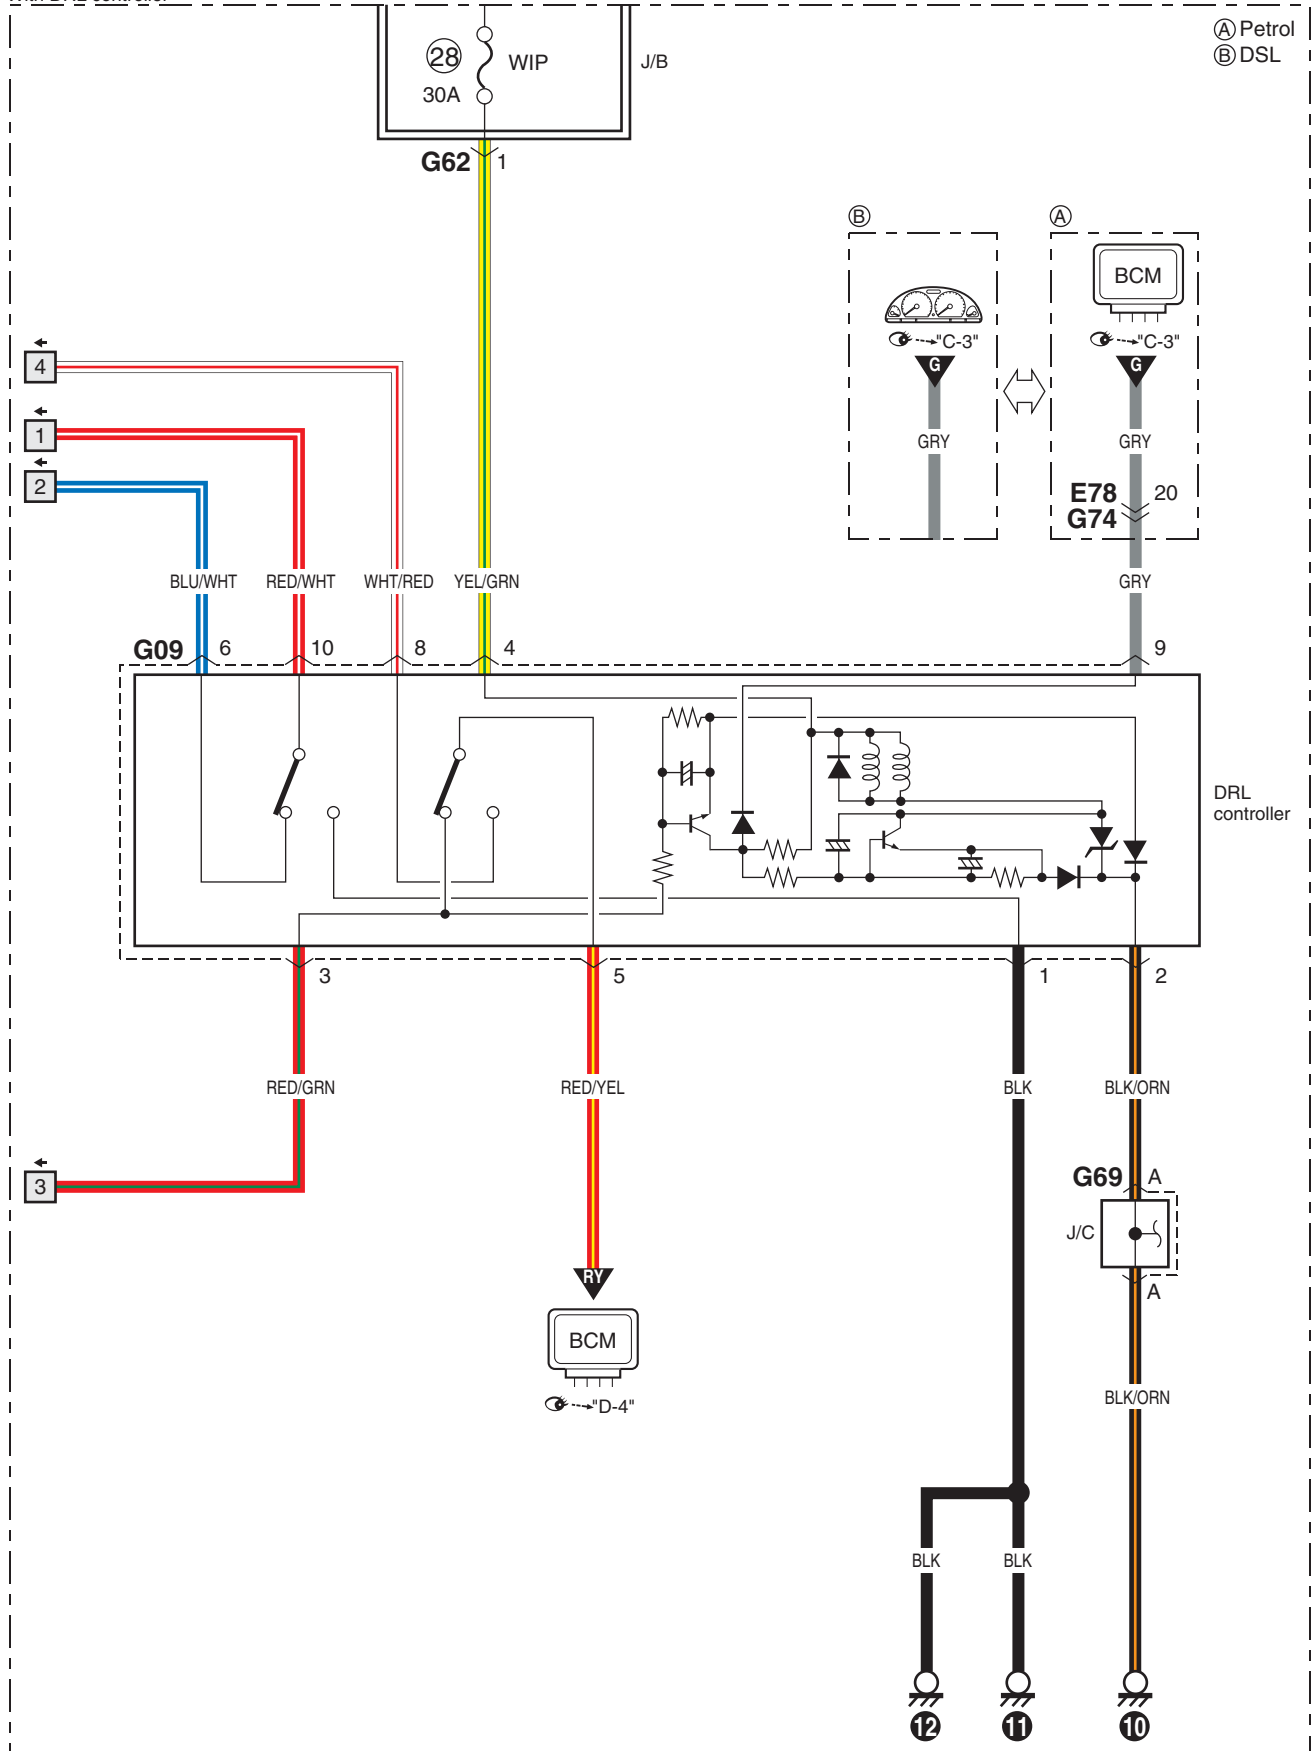 Ⓐ Petrol
Ⓑ DSL
28
WIP
30A
J/B
G62
1
Ⓑ
Ⓐ
BCM
"C-3"
"C-3"
G
G
4
1
2
GRY
GRY
E78
20
G74
BLU/WHT
RED/WHT
WHT/RED
YEL/GRN
GRY
G09
6
10
8
4
9
DRL
controller
3
5
1
2
RED/GRN
RED/YEL
BLK
BLK/ORN
3
G69
A
J/C
A
RY
BCM
"D-4"
BLK/ORN
BLK
BLK
12
11
10